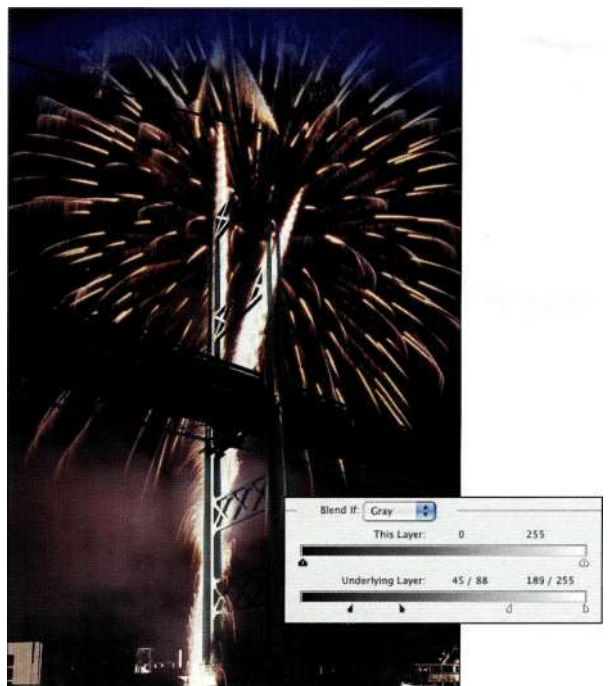 Blend If: Gray
This Layer: 0 255
Underlying Layer: 45 / 88 189 / 255